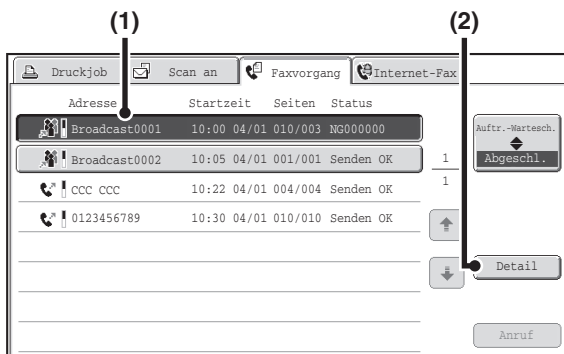 (1) (2)
Druckjob Scan an Faxvorgang Internet-Fax
Adresse Startzeit Seiten Status
Broadcast0001 10:00 04/01 010/003 NG000000
Broadcast0002 10:05 04/01 001/001 Senden OK
CCC CCC 10:22 04/01 004/004 Senden OK
0123456789 10:30 04/01 010/010 Senden OK
1
1
Auftr.-Wartesch.
Abgeschl.
Detail
Anruf